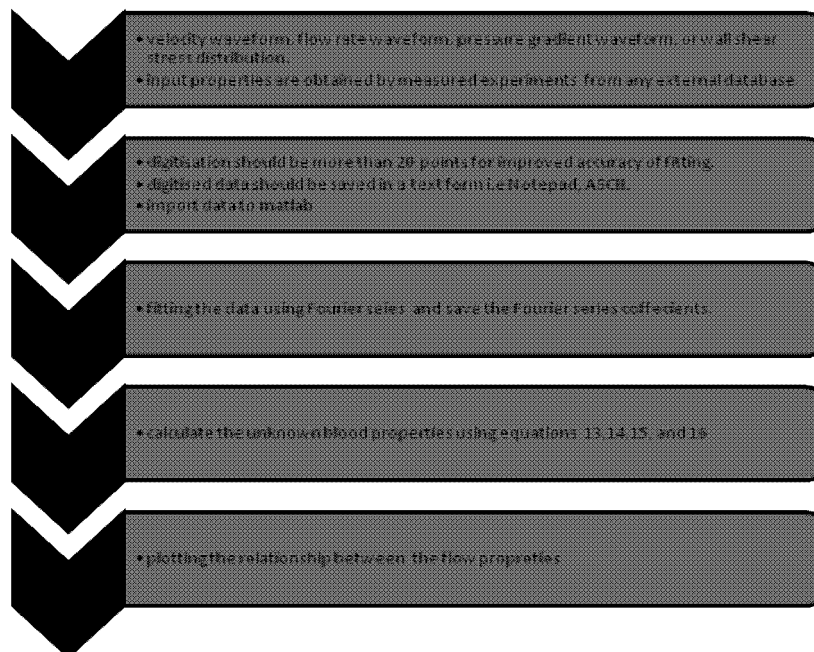 • velocity waveform, flow rate waveform, pressure gradient waveform, or wall shear
stress distribution.
• input properties are obtained by measured experiments from any external database
• digitisation should be more than 20 points for improved accuracy of fitting.
• digitised data should be saved in a text form i.e Notepad, ASCII.
• import data to matlab
• fitting the data using Fourier seies and save the Fourier series coffecients.
• calculate the unknown blood properties using equations 13,14,15, and 16
• plotting the relationship between the flow propreties